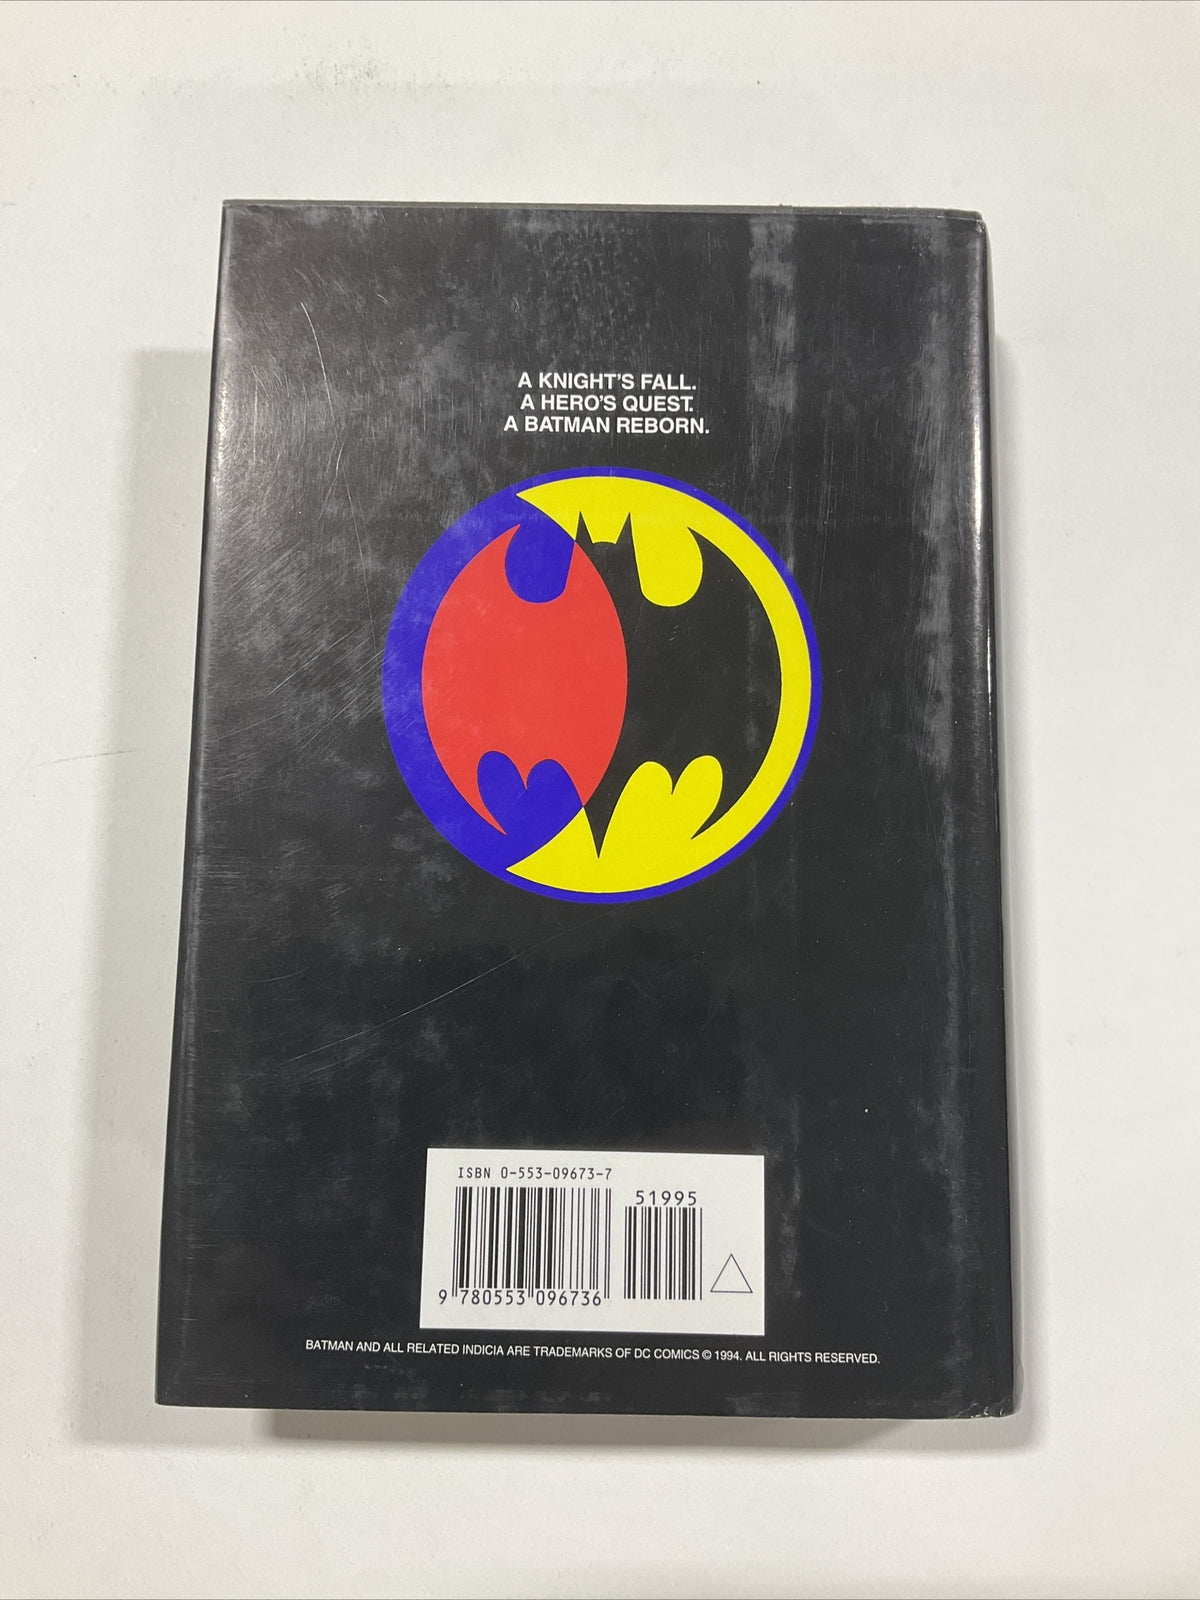 A KNIGHT'S FALL.
A HERO'S QUEST.
A BATMAN REBORN.
ISBN 0-553-09673-7
51995
9 780553 096736
BATMAN AND ALL RELATED INDICIA ARE TRADEMARKS OF DC COMICS © 1994. ALL RIGHTS RESERVED.